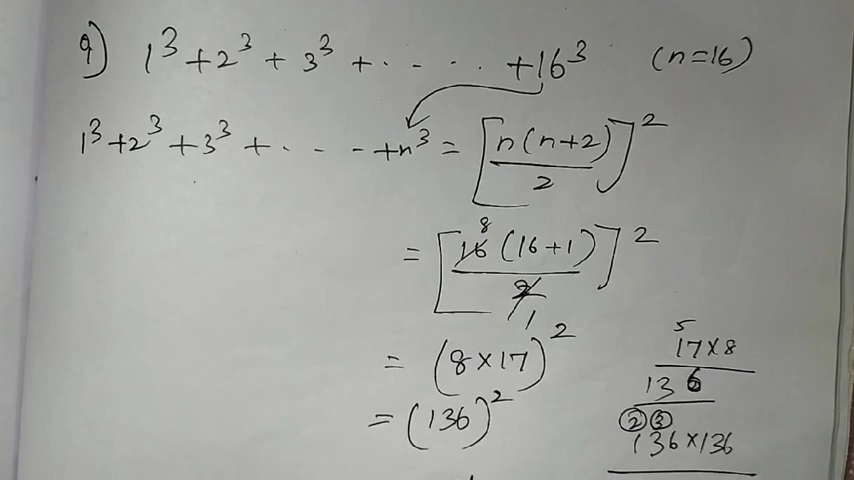 9) 1³ + 2³ + 3³ + · - · · · + 16³ (n=16)
1³ + 2³ + 3³ + · - - - + n³ = [n(n+2)/2]²
= [16 8 (16+1)/2 1]²
= (8×17)²
= (136)²
5
17×8
136
② ③
136×136